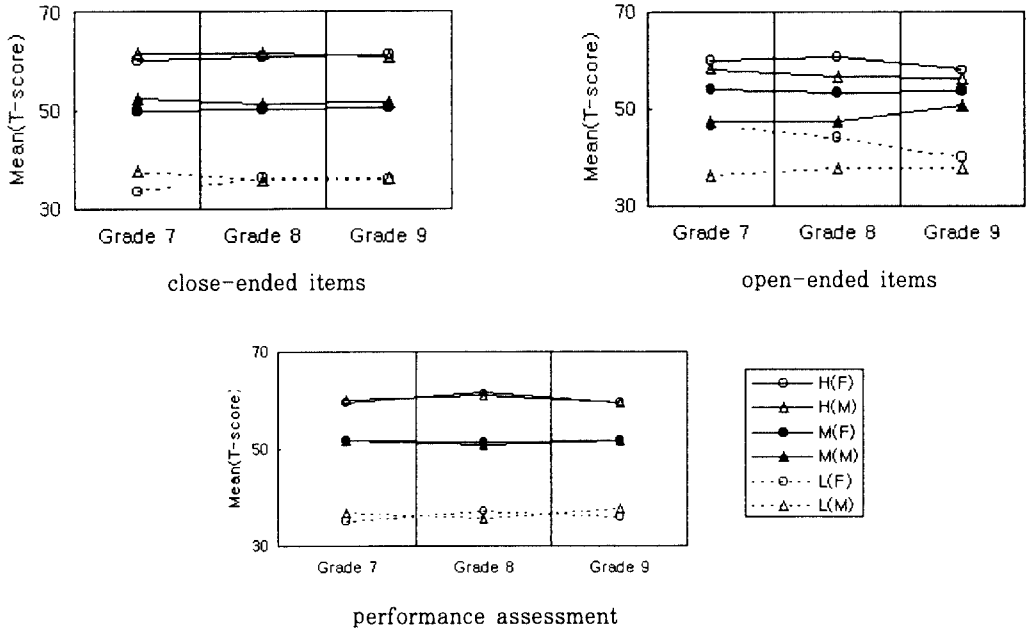 70
50
30
Mean(T-score)
Grade 7 Grade 8 Grade 9
close-ended items
70
50
30
Mean(T-score)
Grade 7 Grade 8 Grade 9
open-ended items
70
50
30
Mean(T-score)
Grade 7 Grade 8 Grade 9
performance assessment
H(F)
H(M)
M(F)
M(M)
L(F)
L(M)